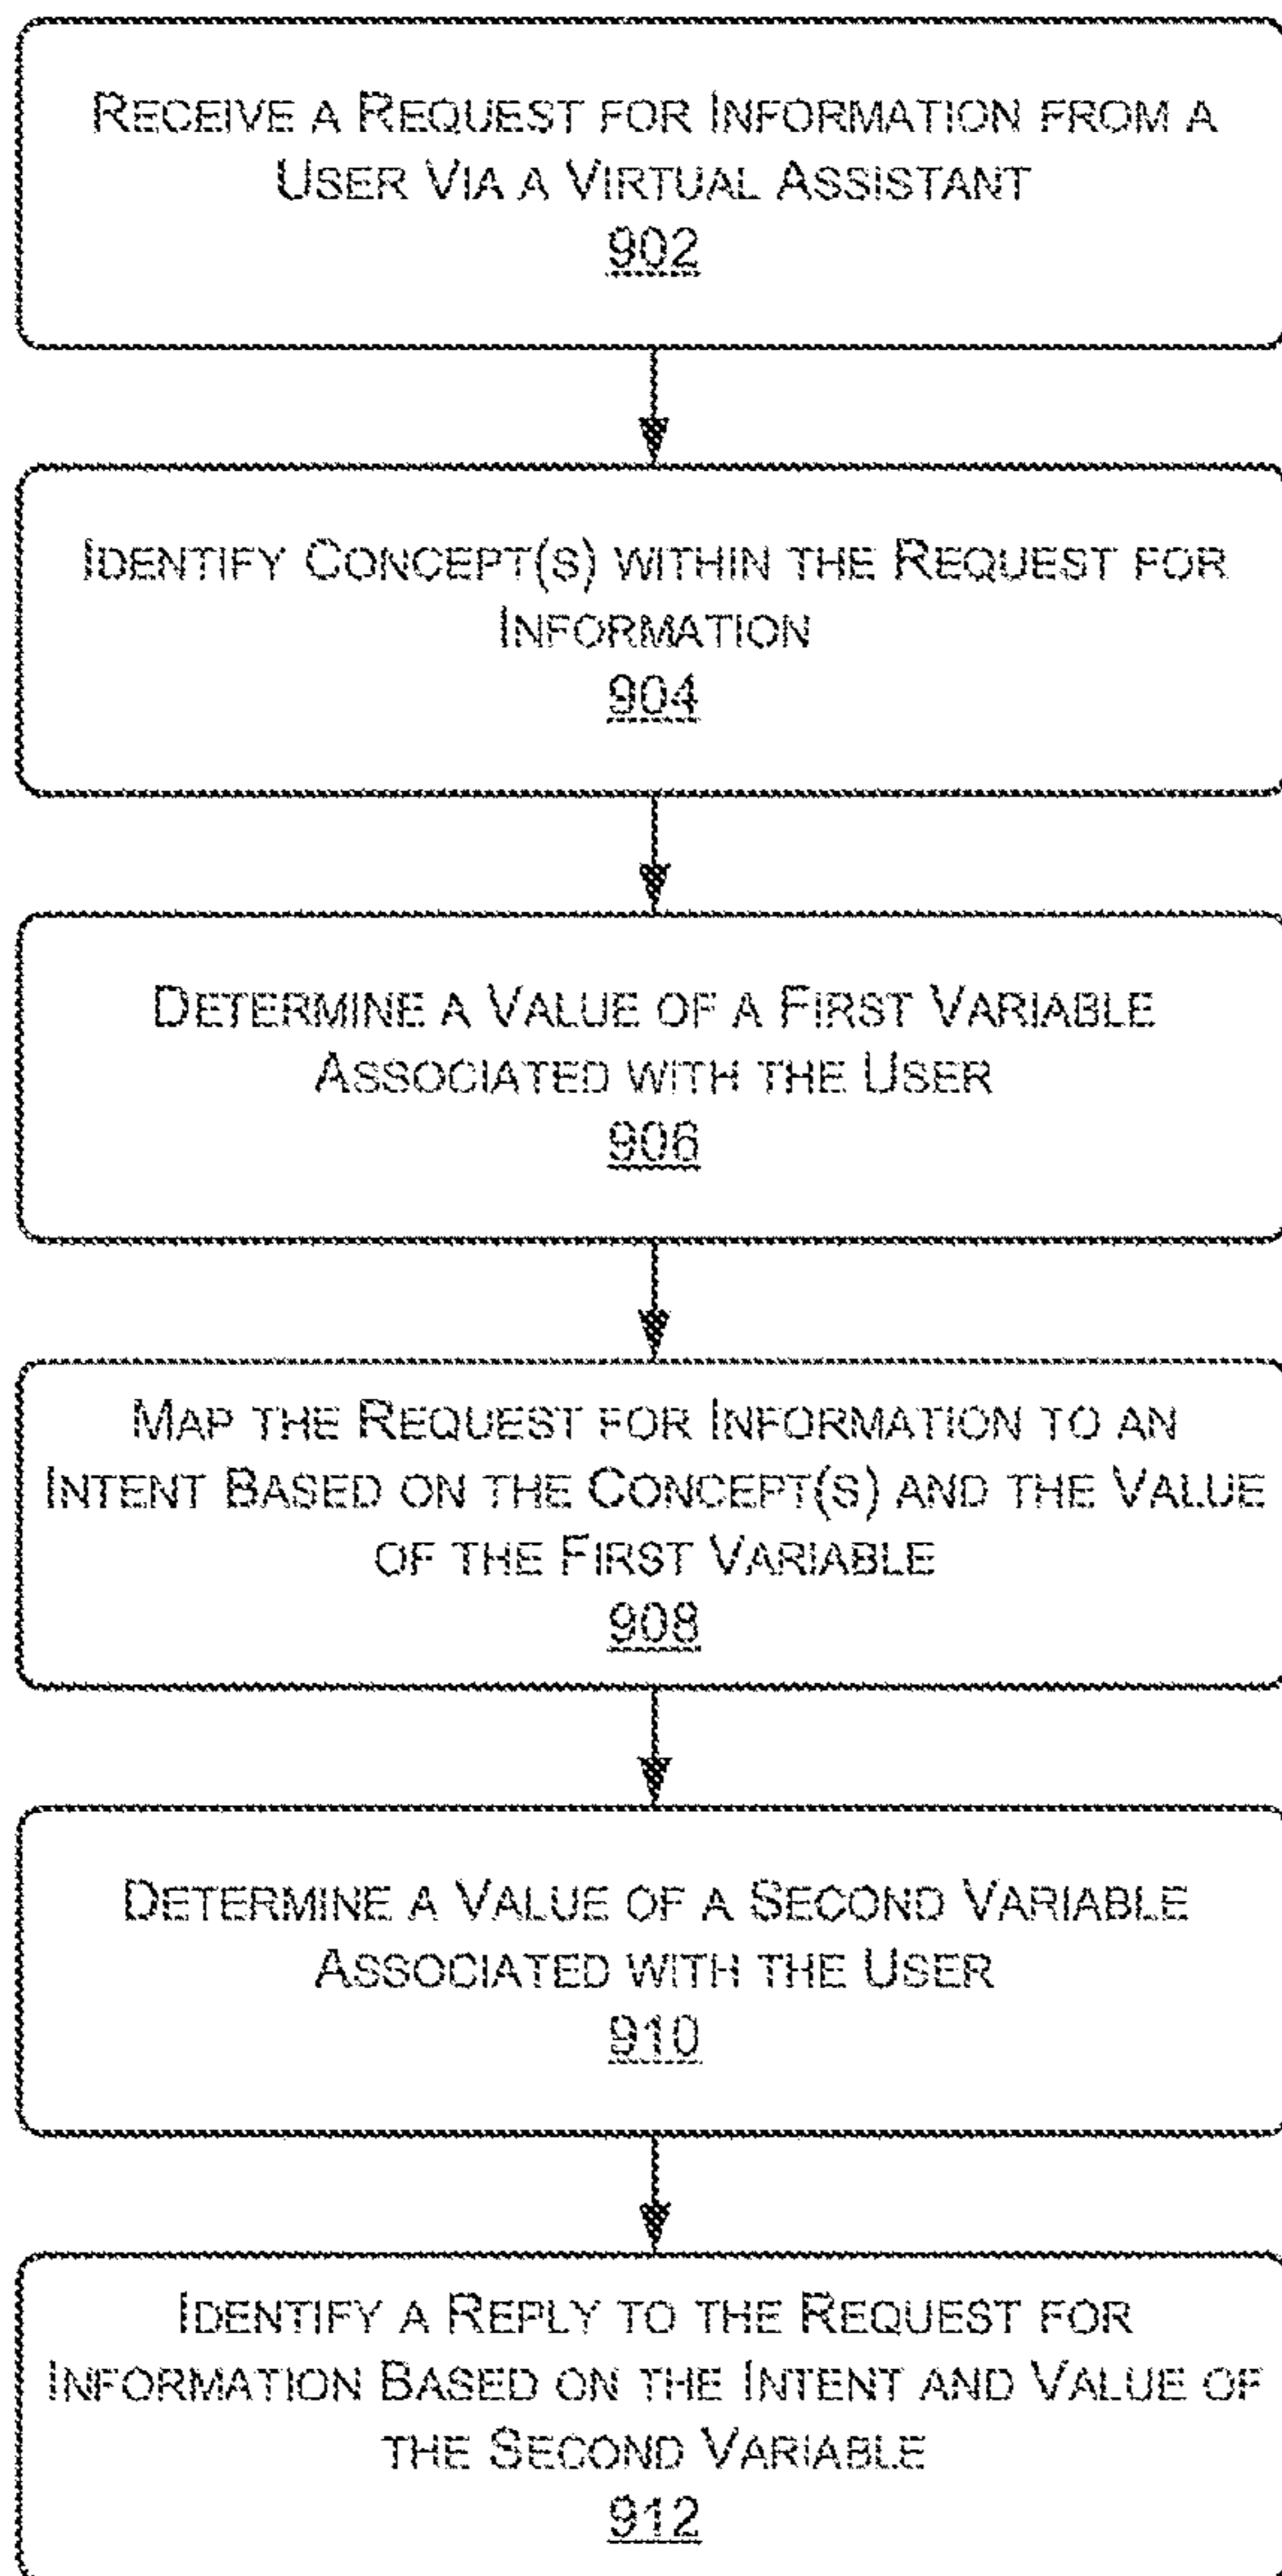 RECEIVE A REQUEST FOR INFORMATION FROM A
USER VIA A VIRTUAL ASSISTANT
902
IDENTIFY CONCEPT(S) WITHIN THE REQUEST FOR
INFORMATION
904
DETERMINE A VALUE OF A FIRST VARIABLE
ASSOCIATED WITH THE USER
906
MAP THE REQUEST FOR INFORMATION TO AN
INTENT BASED ON THE CONCEPT(S) AND THE VALUE
OF THE FIRST VARIABLE
908
DETERMINE A VALUE OF A SECOND VARIABLE
ASSOCIATED WITH THE USER
910
IDENTIFY A REPLY TO THE REQUEST FOR
INFORMATION BASED ON THE INTENT AND VALUE OF
THE SECOND VARIABLE
912